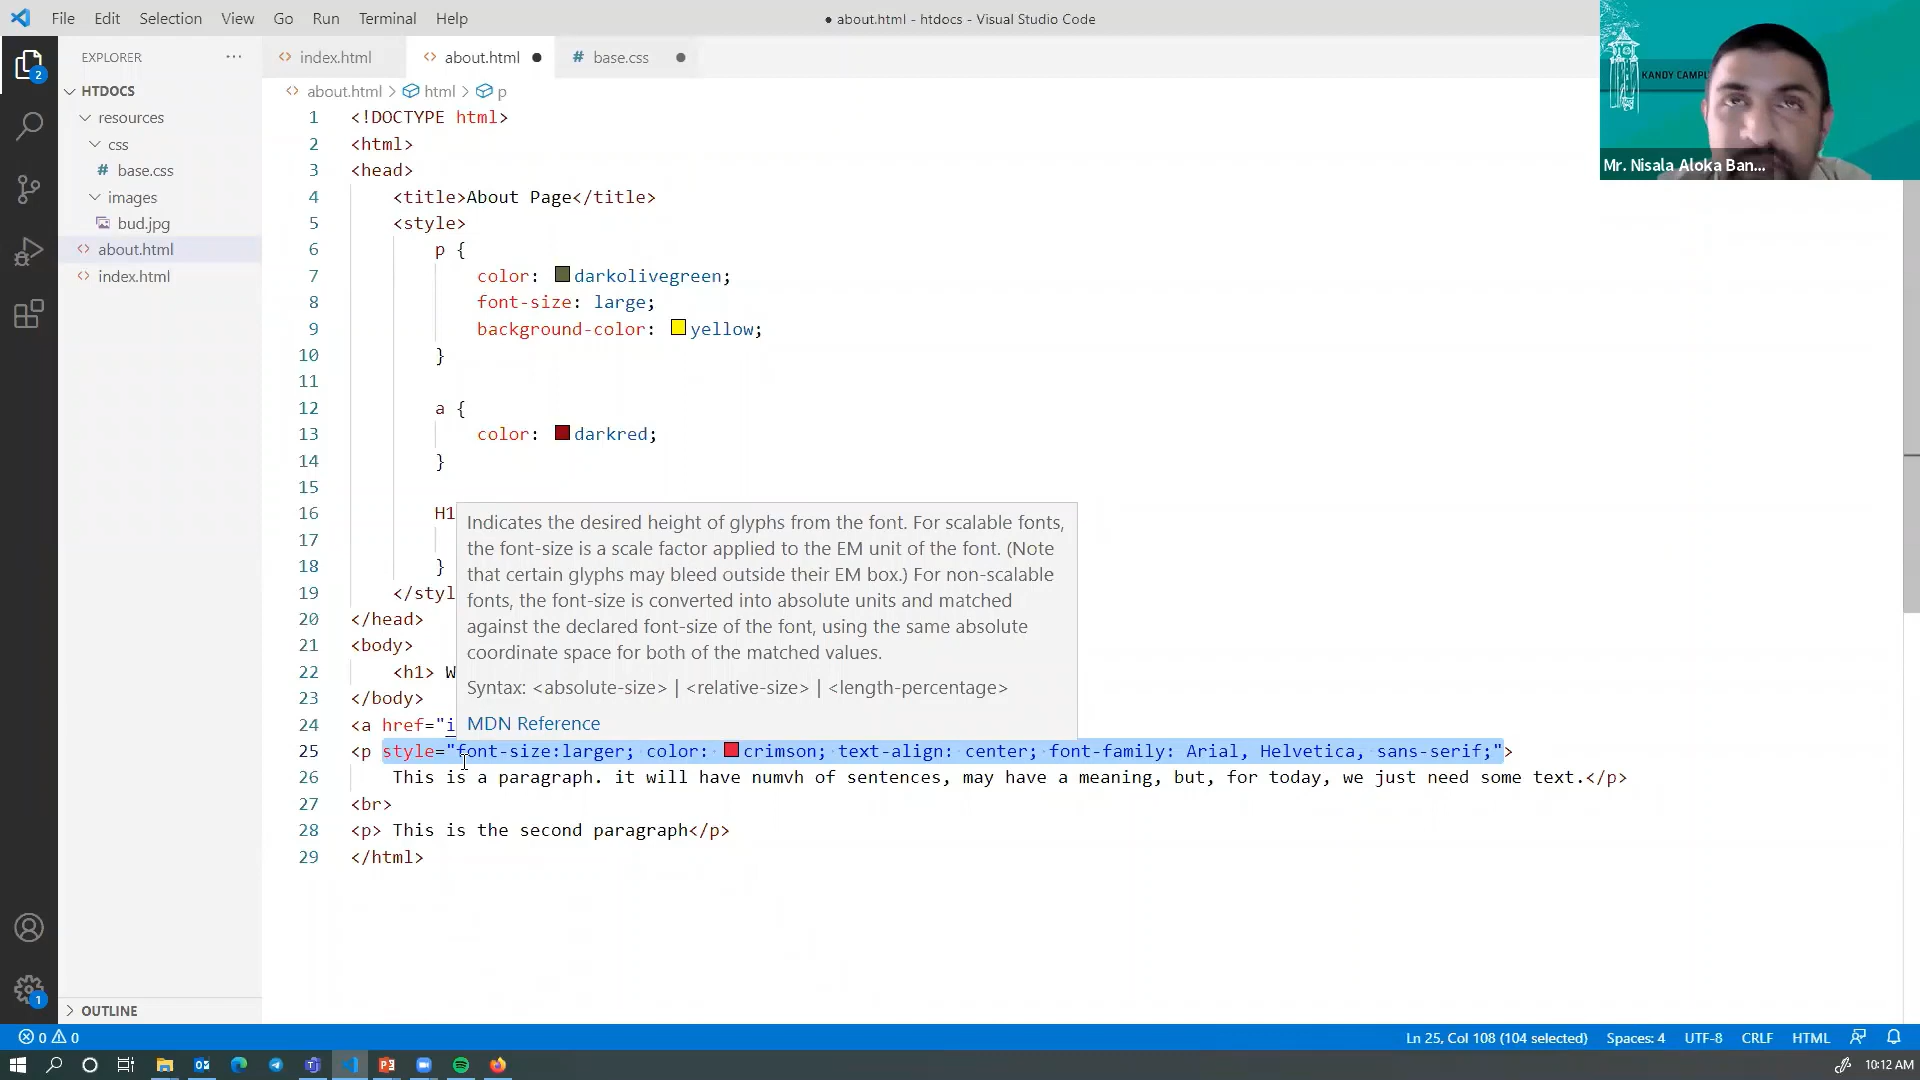 File Edit Selection View Go Run Terminal Help
● about.html - htdocs - Visual Studio Code
EXPLORER ...
HTDOCS
resources
css
# base.css
images
bud.jpg
<> about.html
<> index.html
OUTLINE
<> index.html
<> about.html ●
# base.css ●
<> about.html > html > p
1 <!DOCTYPE html>
2 <html>
3 <head>
4 <title>About Page</title>
5 <style>
6 p {
7 color: darkolivegreen;
8 font-size: large;
9 background-color: yellow;
10 }
11
12 a {
13 color: darkred;
14 }
15
16 H1
17
18 }
19 </styl
20 </head>
21 <body>
22 <h1> W
23 </body>
24 <a href="i
25 <p style="font-size:larger; color: crimson; text-align: center; font-family: Arial, Helvetica, sans-serif;">
26 This is a paragraph. it will have numvh of sentences, may have a meaning, but, for today, we just need some text.</p>
27 <br>
28 <p> This is the second paragraph</p>
29 </html>
Indicates the desired height of glyphs from the font. For scalable fonts,
the font-size is a scale factor applied to the EM unit of the font. (Note
that certain glyphs may bleed outside their EM box.) For non-scalable
fonts, the font-size is converted into absolute units and matched
against the declared font-size of the font, using the same absolute
coordinate space for both of the matched values.
Syntax: <absolute-size> | <relative-size> | <length-percentage>
MDN Reference
KANDY
Mr. Nisala Aloka Ban...
2
1
0 0
Ln 25, Col 108 (104 selected) Spaces: 4 UTF-8 CRLF HTML
10:12 AM